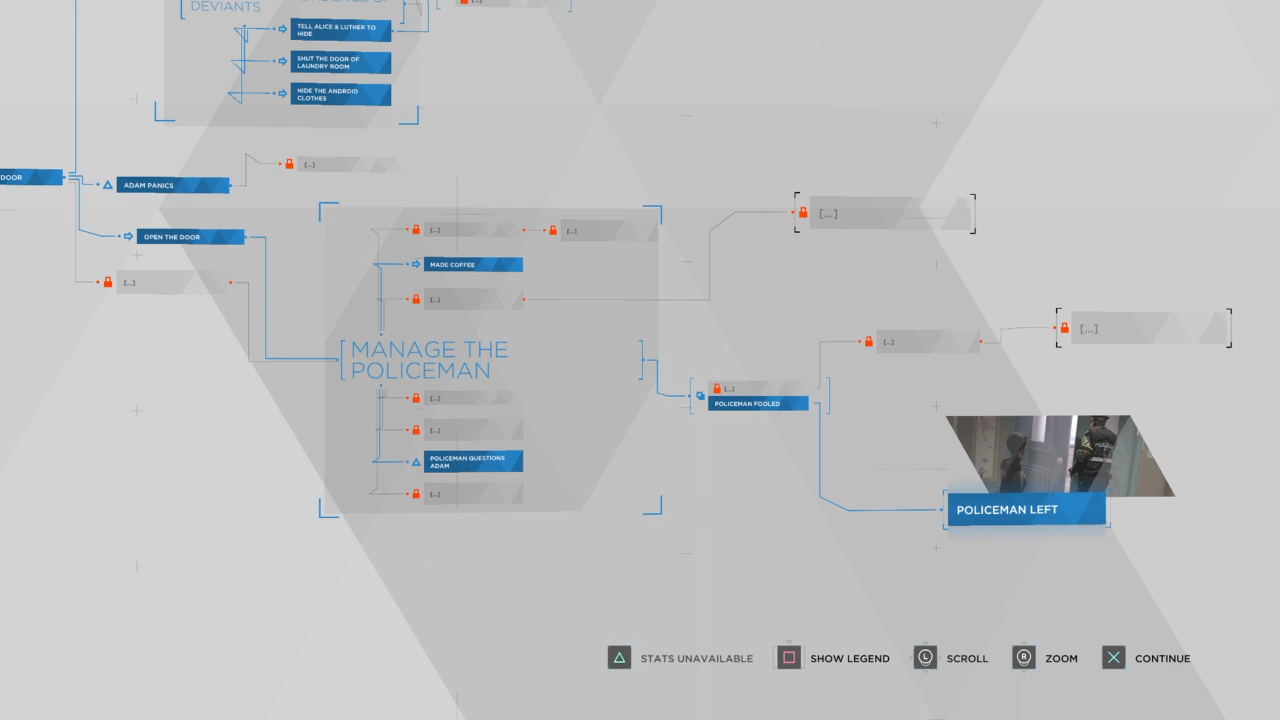 DEVIANTS
[...]
TELL ALICE & LUTHER TO
HIDE
SHUT THE DOOR OF
LAUNDRY ROOM
HIDE THE ANDROID
CLOTHES
[...]
DOOR
ADAM PANICS
OPEN THE DOOR
[...]
[...]
[...]
MADE COFFEE
[...]
[...]
MANAGE THE
POLICEMAN
[...]
[...]
POLICEMAN QUESTIONS
ADAM
[...]
[...]
POLICEMAN FOOLED
[...]
[...]
POLICEMAN LEFT
STATS UNAVAILABLE
SHOW LEGEND
L
SCROLL
R
ZOOM
CONTINUE